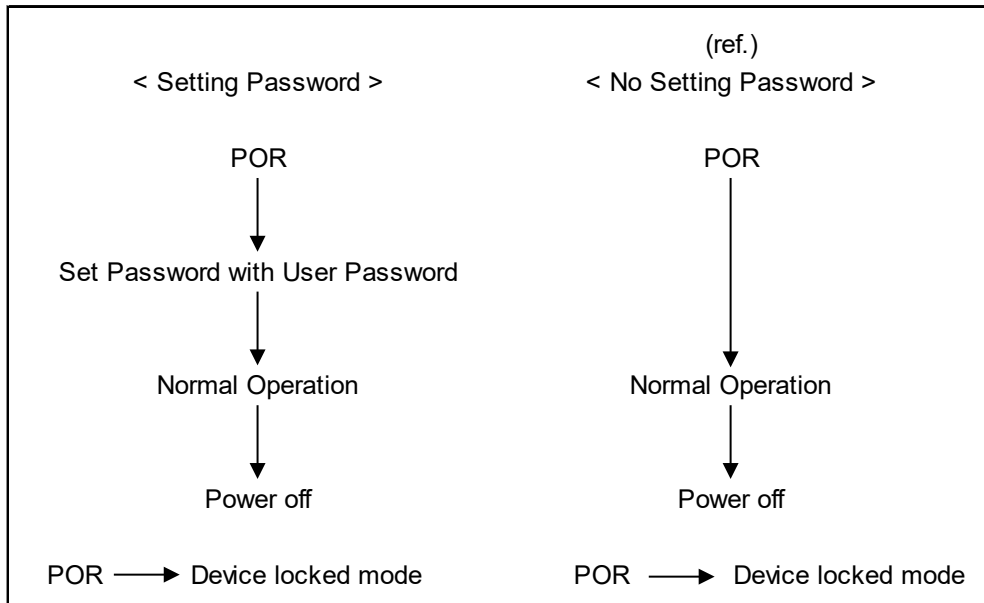 (ref.)
< Setting Password >
< No Setting Password >
POR
POR
Set Password with User Password
Normal Operation
Normal Operation
Power off
Power off
POR
Device locked mode
POR
Device locked mode